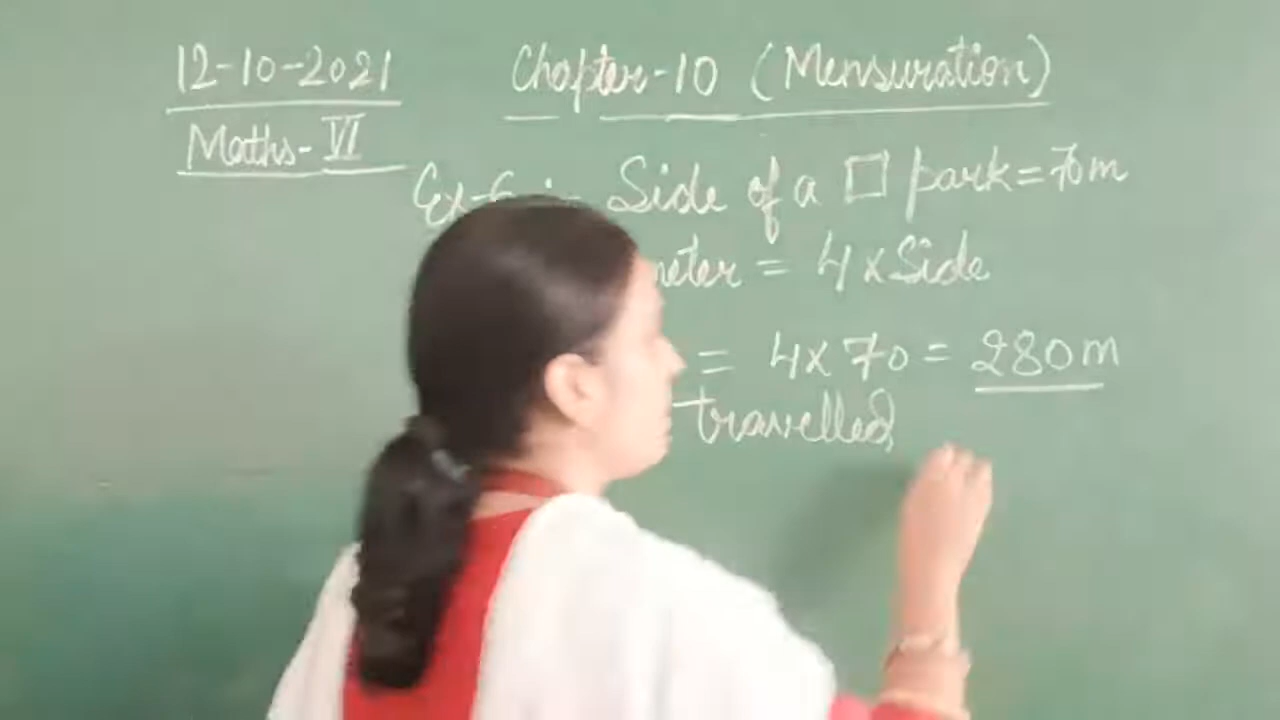 12-10-2021
Chapter-10 (Mensuration)
Maths-VI
Side of a □ park = 70m
= 4 x Side
= 4 x 70 = 280m
travelled